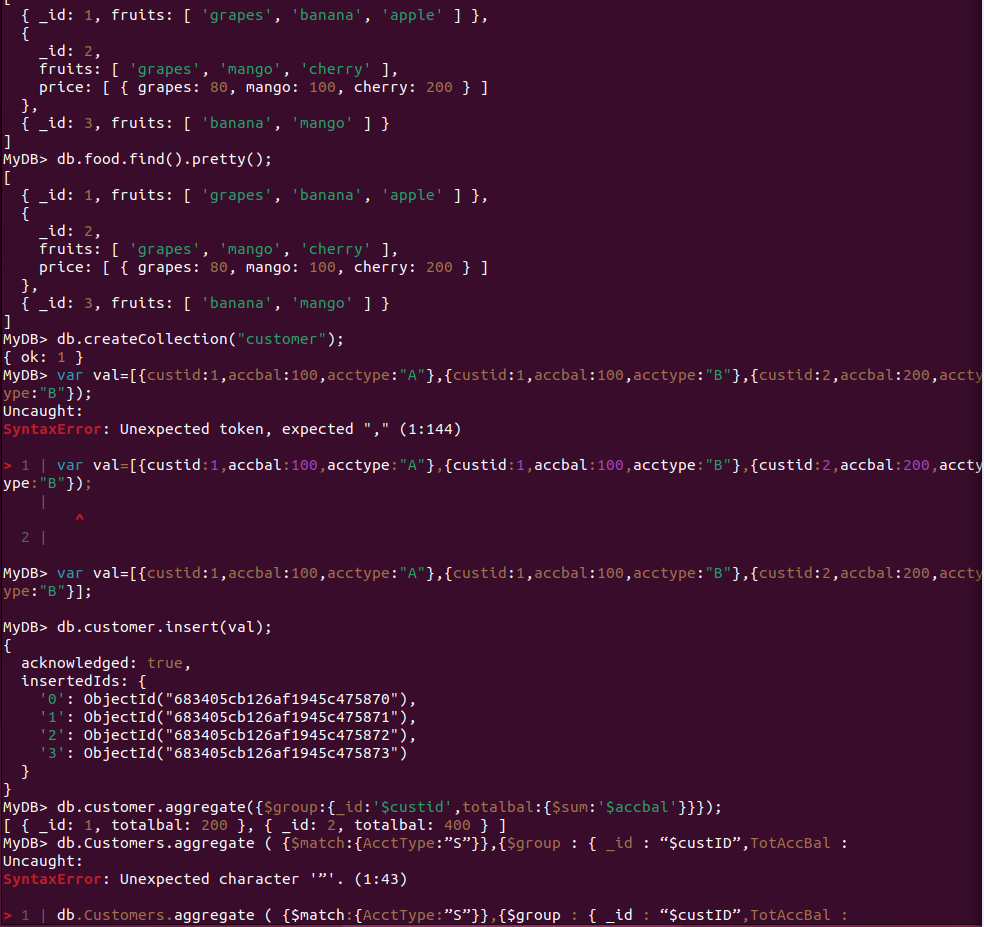 [
  { _id: 1, fruits: [ 'grapes', 'banana', 'apple' ] },
  {
    _id: 2,
    fruits: [ 'grapes', 'mango', 'cherry' ],
    price: [ { grapes: 80, mango: 100, cherry: 200 } ]
  },
  { _id: 3, fruits: [ 'banana', 'mango' ] }
]
MyDB> db.food.find().pretty();
[
  { _id: 1, fruits: [ 'grapes', 'banana', 'apple' ] },
  {
    _id: 2,
    fruits: [ 'grapes', 'mango', 'cherry' ],
    price: [ { grapes: 80, mango: 100, cherry: 200 } ]
  },
  { _id: 3, fruits: [ 'banana', 'mango' ] }
]
MyDB> db.createCollection("customer");
{ ok: 1 }
MyDB> var val=[{custid:1,accbal:100,acctype:"A"},{custid:1,accbal:100,acctype:"B"},{custid:2,accbal:200,accty
ype:"B"});
Uncaught:
SyntaxError: Unexpected token, expected "," (1:144)

> 1 | var val=[{custid:1,accbal:100,acctype:"A"},{custid:1,accbal:100,acctype:"B"},{custid:2,accbal:200,accty
ype:"B"});
    |
        ^
  2 |

MyDB> var val=[{custid:1,accbal:100,acctype:"A"},{custid:1,accbal:100,acctype:"B"},{custid:2,accbal:200,accty
ype:"B"}];

MyDB> db.customer.insert(val);
{
  acknowledged: true,
  insertedIds: {
    '0': ObjectId("683405cb126af1945c475870"),
    '1': ObjectId("683405cb126af1945c475871"),
    '2': ObjectId("683405cb126af1945c475872"),
    '3': ObjectId("683405cb126af1945c475873")
  }
}
MyDB> db.customer.aggregate({$group:{_id:'$custid',totalbal:{$sum:'$accbal'}}});
[ { _id: 1, totalbal: 200 }, { _id: 2, totalbal: 400 } ]
MyDB> db.Customers.aggregate ( {$match:{AcctType:”S”}},{$group : { _id : “$custID”,TotAccBal :
Uncaught:
SyntaxError: Unexpected character '”'. (1:43)

> 1 | db.Customers.aggregate ( {$match:{AcctType:”S”}},{$group : { _id : “$custID”,TotAccBal :